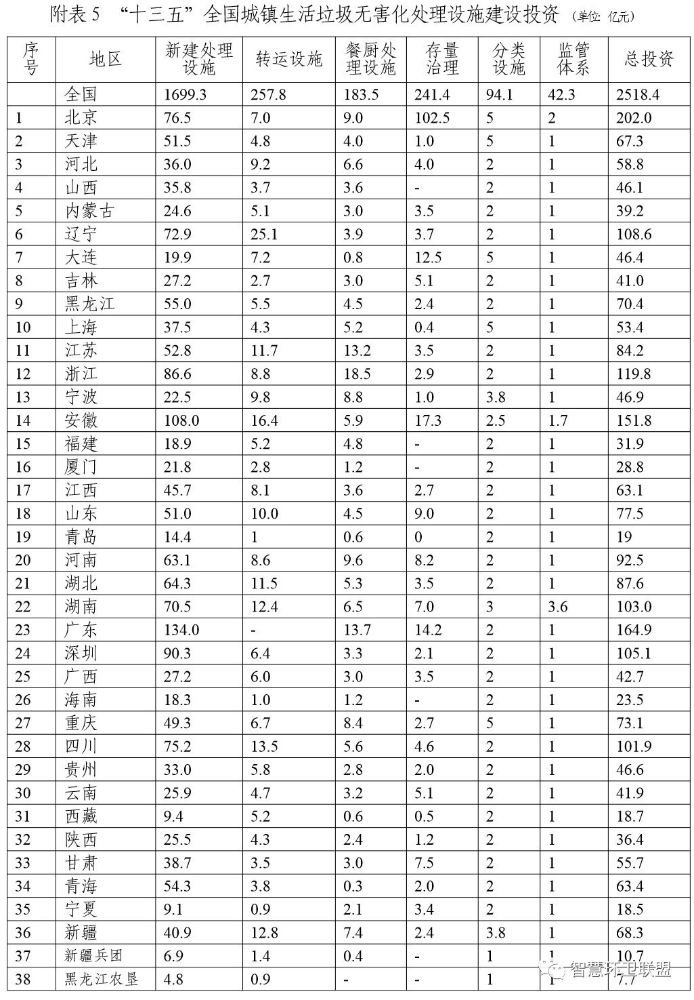 附表 5 “十三五”全国城镇生活垃圾无害化处理设施建设投资 (单位: 亿元)
序号 地区 新建处理设施 转运设施 餐厨处理设施 存量治理 分类设施 监管体系 总投资
全国 1699.3 257.8 183.5 241.4 94.1 42.3 2518.4
1 北京 76.5 7.0 9.0 102.5 5 2 202.0
2 天津 51.5 4.8 4.0 1.0 5 1 67.3
3 河北 36.0 9.2 6.6 4.0 2 1 58.8
4 山西 35.8 3.7 3.6 - 2 1 46.1
5 内蒙古 24.6 5.1 3.0 3.5 2 1 39.2
6 辽宁 72.9 25.1 3.9 3.7 2 1 108.6
7 大连 19.9 7.2 0.8 12.5 5 1 46.4
8 吉林 27.2 2.7 3.0 5.1 2 1 41.0
9 黑龙江 55.0 5.5 4.5 2.4 2 1 70.4
10 上海 37.5 4.3 5.2 0.4 5 1 53.4
11 江苏 52.8 11.7 13.2 3.5 2 1 84.2
12 浙江 86.6 8.8 18.5 2.9 2 1 119.8
13 宁波 22.5 9.8 8.8 1.0 3.8 1 46.9
14 安徽 108.0 16.4 5.9 17.3 2.5 1.7 151.8
15 福建 18.9 5.2 4.8 - 2 1 31.9
16 厦门 21.8 2.8 1.2 - 2 1 28.8
17 江西 45.7 8.1 3.6 2.7 2 1 63.1
18 山东 51.0 10.0 4.5 9.0 2 1 77.5
19 青岛 14.4 1 0.6 0 2 1 19
20 河南 63.1 8.6 9.6 8.2 2 1 92.5
21 湖北 64.3 11.5 5.3 3.5 2 1 87.6
22 湖南 70.5 12.4 6.5 7.0 3 3.6 103.0
23 广东 134.0 - 13.7 14.2 2 1 164.9
24 深圳 90.3 6.4 3.3 2.1 2 1 105.1
25 广西 27.2 6.0 3.0 3.5 2 1 42.7
26 海南 18.3 1.0 1.2 - 2 1 23.5
27 重庆 49.3 6.7 8.4 2.7 5 1 73.1
28 四川 75.2 13.5 5.6 4.6 2 1 101.9
29 贵州 33.0 5.8 2.8 2.0 2 1 46.6
30 云南 25.9 4.7 3.2 5.1 2 1 41.9
31 西藏 9.4 5.2 0.6 0.5 2 1 18.7
32 陕西 25.5 4.3 2.4 1.2 2 1 36.4
33 甘肃 38.7 3.5 3.0 7.5 2 1 55.7
34 青海 54.3 3.8 0.3 2.0 2 1 63.4
35 宁夏 9.1 0.9 2.1 3.4 2 1 18.5
36 新疆 40.9 12.8 7.4 2.4 3.8 1 68.3
37 新疆兵团 6.9 1.4 0.4 - 1 1 10.7
38 黑龙江农垦 4.8 0.9 - - 1 1 7.7
智慧环卫联盟